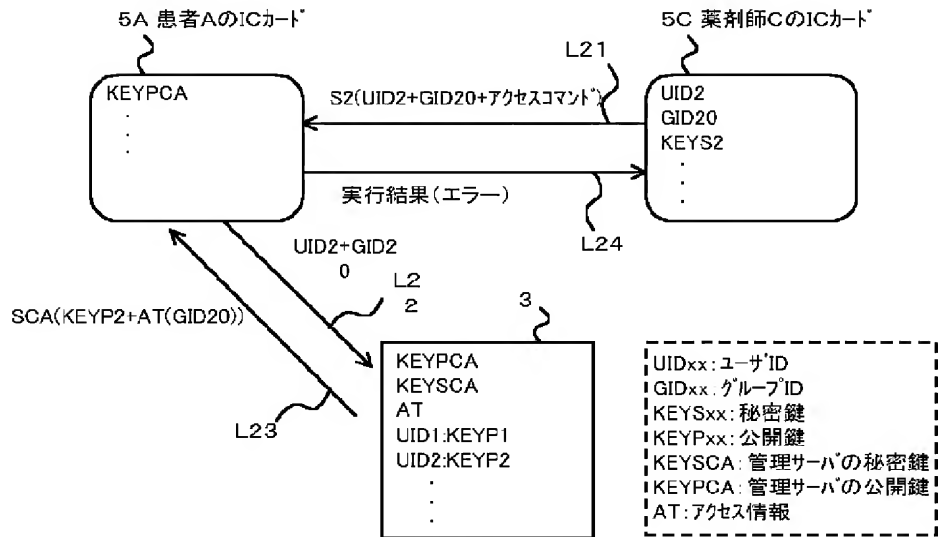 5A 患者AのICカード
5C 薬剤師CのICカード
KEYPCA
.
.
.
L21
S2(UID2+GID20+アクセスコマンド)
UID2
GID20
KEYS2
.
.
.
実行結果(エラー)
L24
UID2+GID2
0
L2
2
SCA(KEYP2+AT(GID20))
L23
3
KEYPCA
KEYSCA
AT
UID1:KEYP1
UID2:KEYP2
.
.
.
UIDxx:ユーザID
GIDxx.グループID
KEYSxx:秘密鍵
KEYPxx:公開鍵
KEYSCA:管理サーバの秘密鍵
KEYPCA:管理サーバの公開鍵
AT:アクセス情報